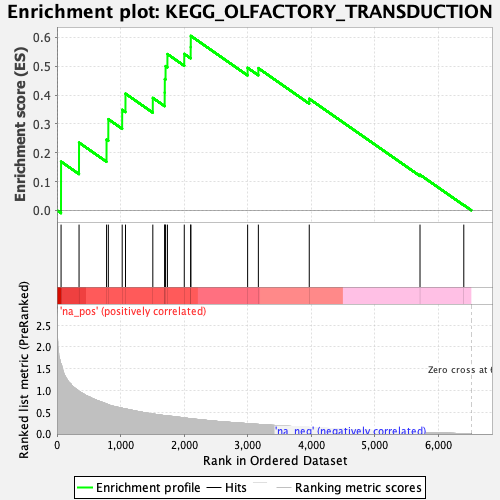 Enrichment plot: KEGG_OLFACTORY_TRANSDUCTION
Enrichment score (ES)
0.6
0.5
0.4
0.3
0.2
0.1
0.0
'na_pos' (positively correlated)
Ranked list metric (PreRanked)
2.5
2.0
1.5
1.0
0.5
0.0
Zero cross at 6
'na_neg' (negatively correlated)
0 1,000 2,000 3,000 4,000 5,000 6,000
Rank in Ordered Dataset
Enrichment profile Hits Ranking metric scores